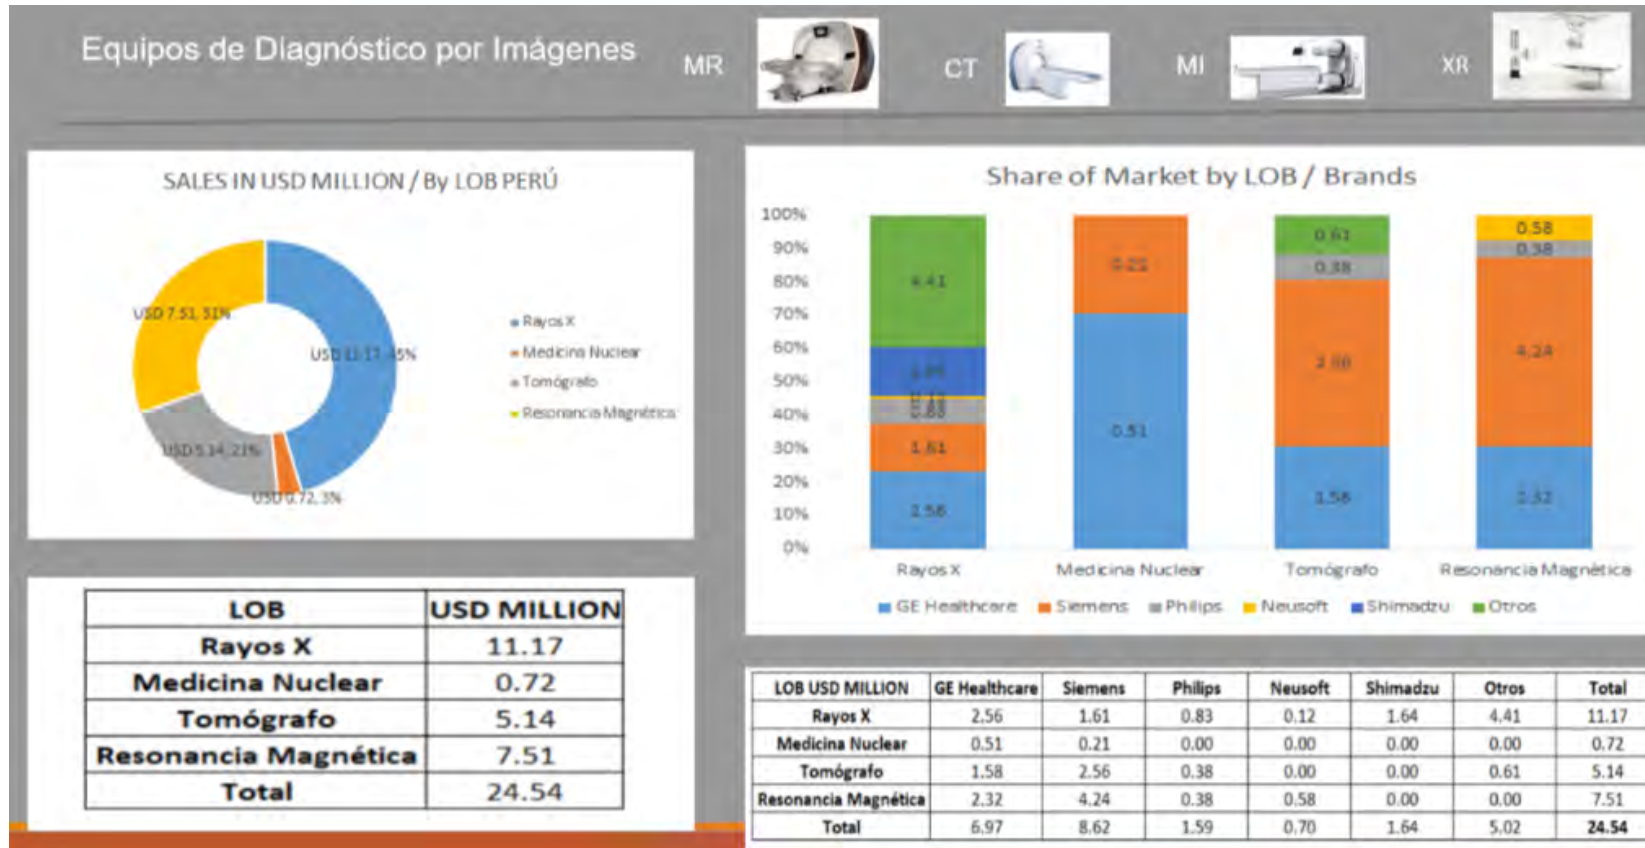 Equipos de Diagnóstico por Imágenes
MR
CT
MI
XR
SALES IN USD MILLION / By LOB PERÚ
USD 7.51, 31%
USD 11.17, 45%
USD 5.14, 21%
USD 0.72, 3%
Rayos X
Medicina Nuclear
Tomógrafo
Resonancia Magnética
LOB USD MILLION
Rayos X 11.17
Medicina Nuclear 0.72
Tomógrafo 5.14
Resonancia Magnética 7.51
Total 24.54
Share of Market by LOB / Brands
100%
90%
80%
70%
60%
50%
40%
30%
20%
10%
0%
4.41
1.61
2.56
0.21
0.51
0.61
0.38
2.56
1.58
0.58
0.38
4.24
2.32
Rayos X Medicina Nuclear Tomógrafo Resonancia Magnética
GE Healthcare Siemens Philips Neusoft Shimadzu Otros
LOB USD MILLION GE Healthcare Siemens Philips Neusoft Shimadzu Otros Total
Rayos X 2.56 1.61 0.83 0.12 1.64 4.41 11.17
Medicina Nuclear 0.51 0.21 0.00 0.00 0.00 0.00 0.72
Tomógrafo 1.58 2.56 0.38 0.00 0.00 0.61 5.14
Resonancia Magnética 2.32 4.24 0.38 0.58 0.00 0.00 7.51
Total 6.97 8.62 1.59 0.70 1.64 5.02 24.54